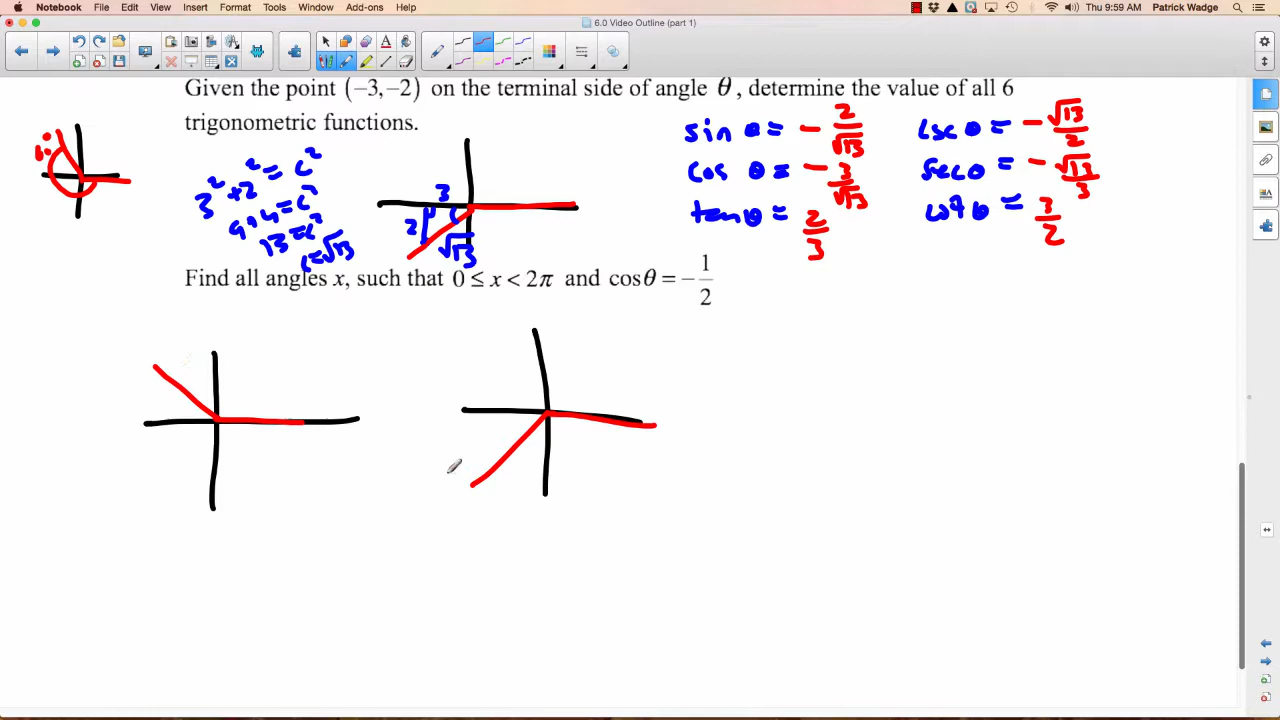 Notebook File Edit View Insert Format Tools Window Add-ons Help
Thu 9:59 AM Patrick Wadge
6.0 Video Outline (part 1)
Given the point (−3,−2) on the terminal side of angle θ, determine the value of all 6
trigonometric functions.
3² + 2² = c²
9 + 4 = c²
13 = c²
c = √13
3
2
√13
sin θ = − 2/√13
cos θ = − 3/√13
tan θ = 2/3
csc θ = − √13/2
sec θ = − √13/3
cot θ = 3/2
Find all angles x, such that 0 ≤ x < 2π and cosθ = − 1/2